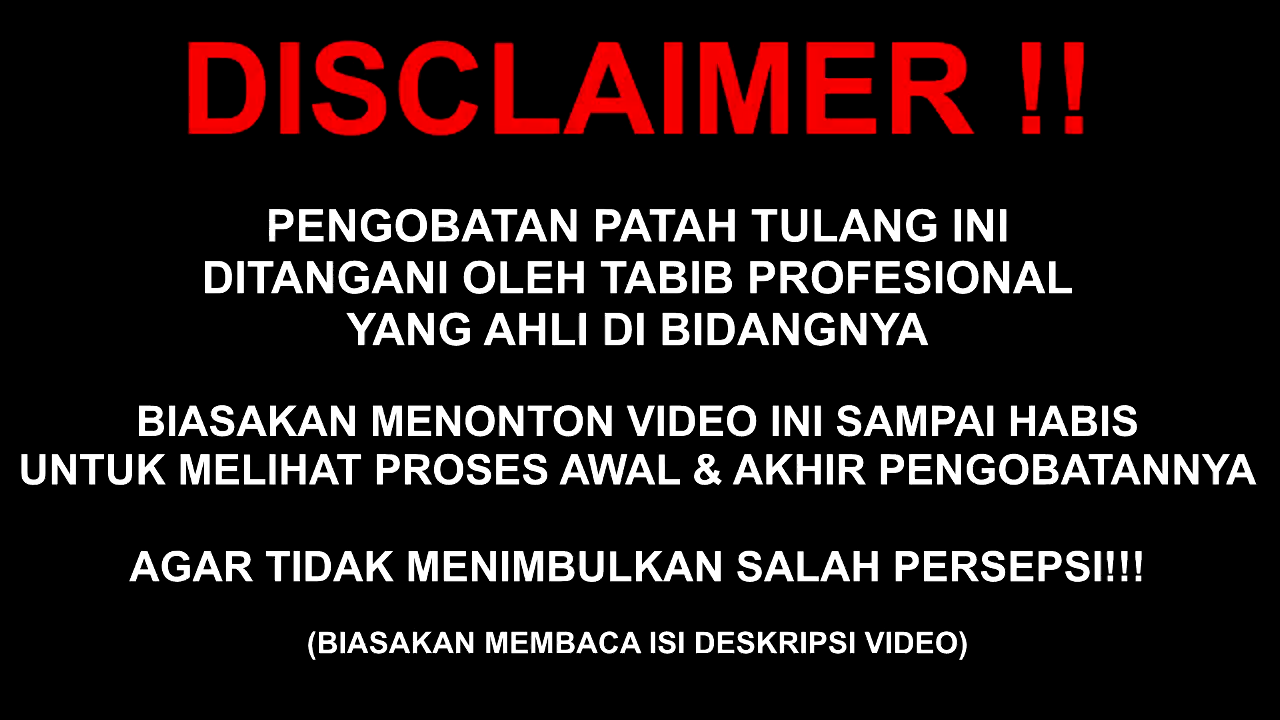 DISCLAIMER !!
PENGOBATAN PATAH TULANG INI
DITANGANI OLEH TABIB PROFESIONAL
YANG AHLI DI BIDANGNYA
BIASAKAN MENONTON VIDEO INI SAMPAI HABIS
UNTUK MELIHAT PROSES AWAL & AKHIR PENGOBATANNYA
AGAR TIDAK MENIMBULKAN SALAH PERSEPSI!!!
(BIASAKAN MEMBACA ISI DESKRIPSI VIDEO)